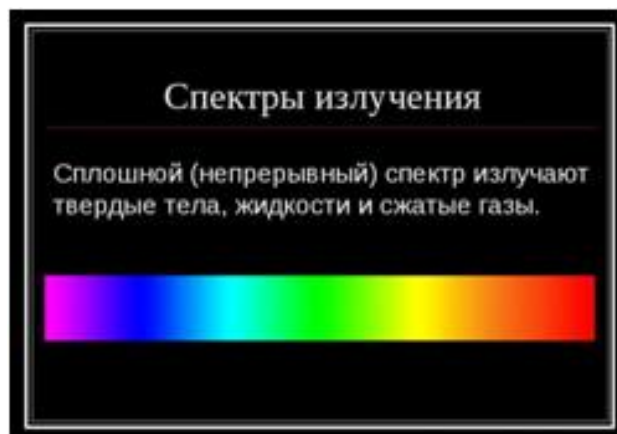 Спектры излучения
Сплошной (непрерывный) спектр излучают
твердые тела, жидкости и сжатые газы.